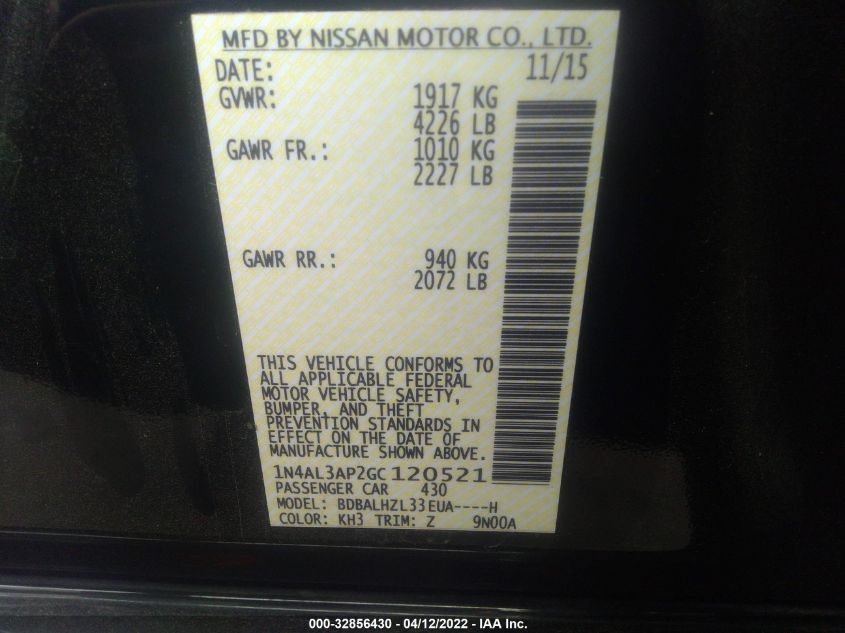 MFD BY NISSAN MOTOR CO., LTD.
DATE: 11/15
GVWR: 1917 KG
4226 LB
GAWR FR.: 1010 KG
2227 LB
GAWR RR.: 940 KG
2072 LB
THIS VEHICLE CONFORMS TO
ALL APPLICABLE FEDERAL
MOTOR VEHICLE SAFETY,
BUMPER, AND THEFT
PREVENTION STANDARDS IN
EFFECT ON THE DATE OF
MANUFACTURE SHOWN ABOVE.
1N4AL3AP2GC120521
PASSENGER CAR 430
MODEL: BDBALHZL33EUA----H
COLOR: KH3 TRIM: Z 9N00A
000-32856430 - 04/12/2022 - IAA Inc.